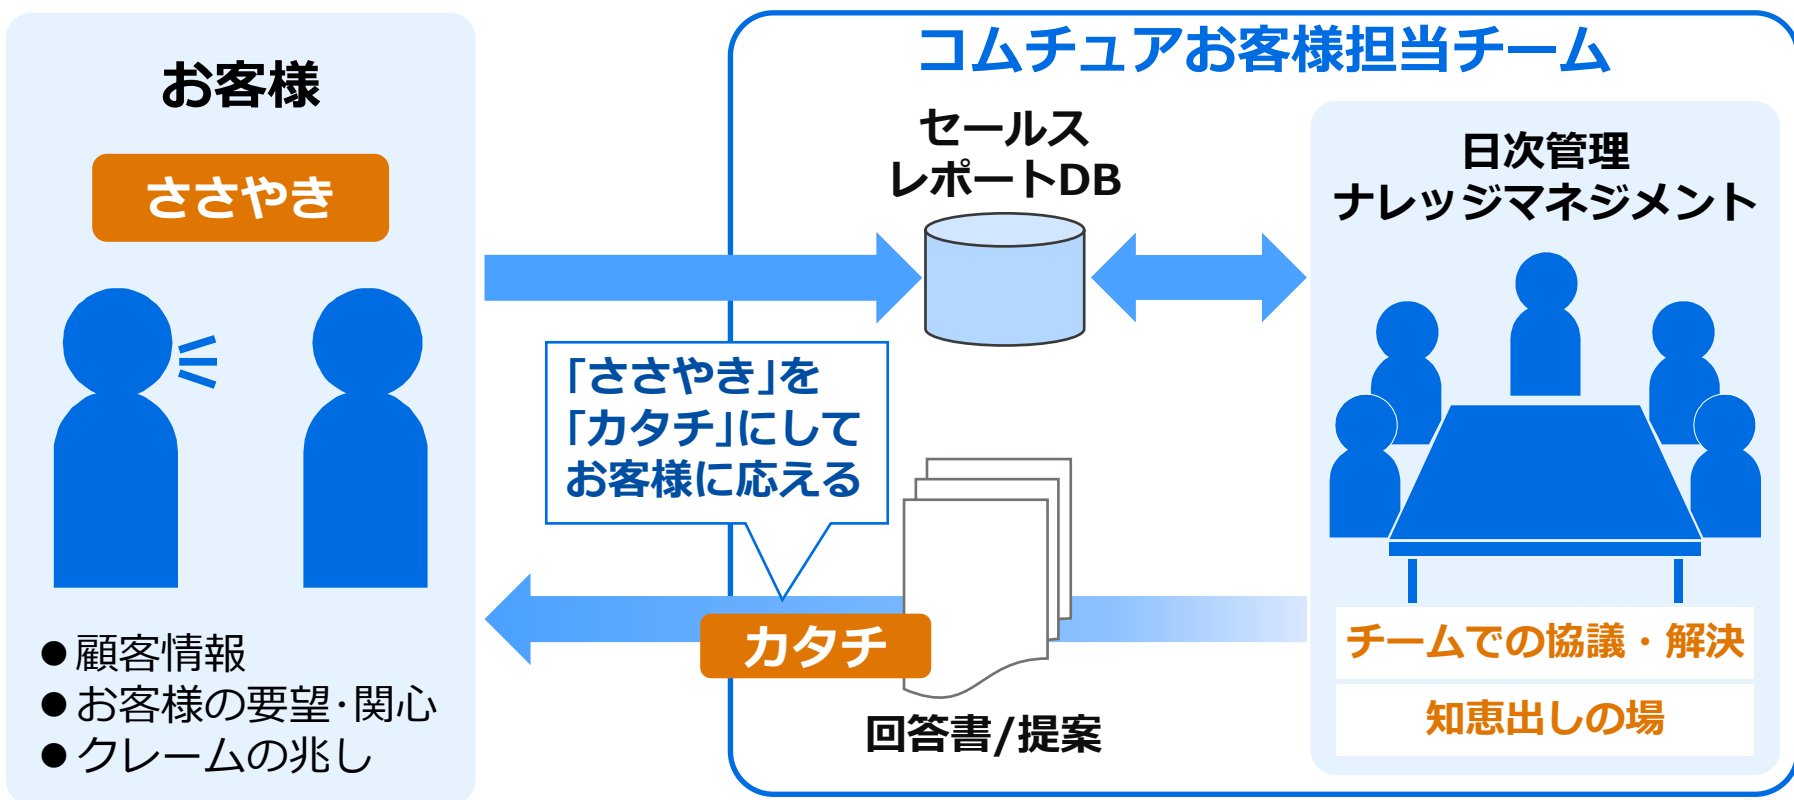 お客様
ささやき
●顧客情報
●お客様の要望･関心
●クレームの兆し
コムチュアお客様担当チーム
セールス
レポートDB
日次管理
ナレッジマネジメント
｢ささやき｣を
｢カタチ｣にして
お客様に応える
カタチ
回答書/提案
チームでの協議・解決
知恵出しの場